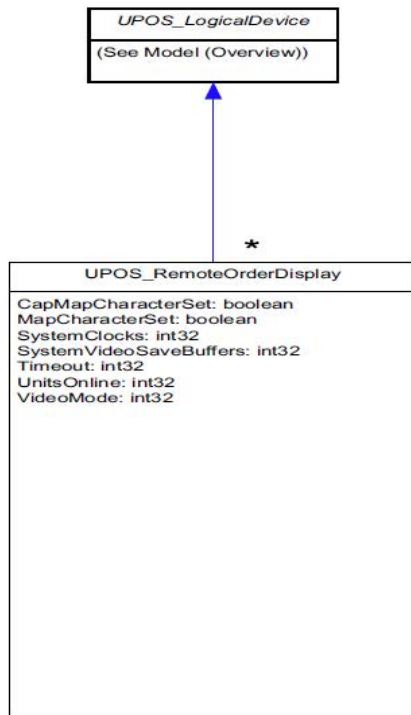 UPOS_LogicalDevice
(See Model (Overview))
*
UPOS_RemoteOrderDisplay
CapMapCharacterSet: boolean
MapCharacterSet: boolean
SystemClocks: int32
SystemVideoSaveBuffers: int32
Timeout: int32
UnitsOnline: int32
VideoMode: int32